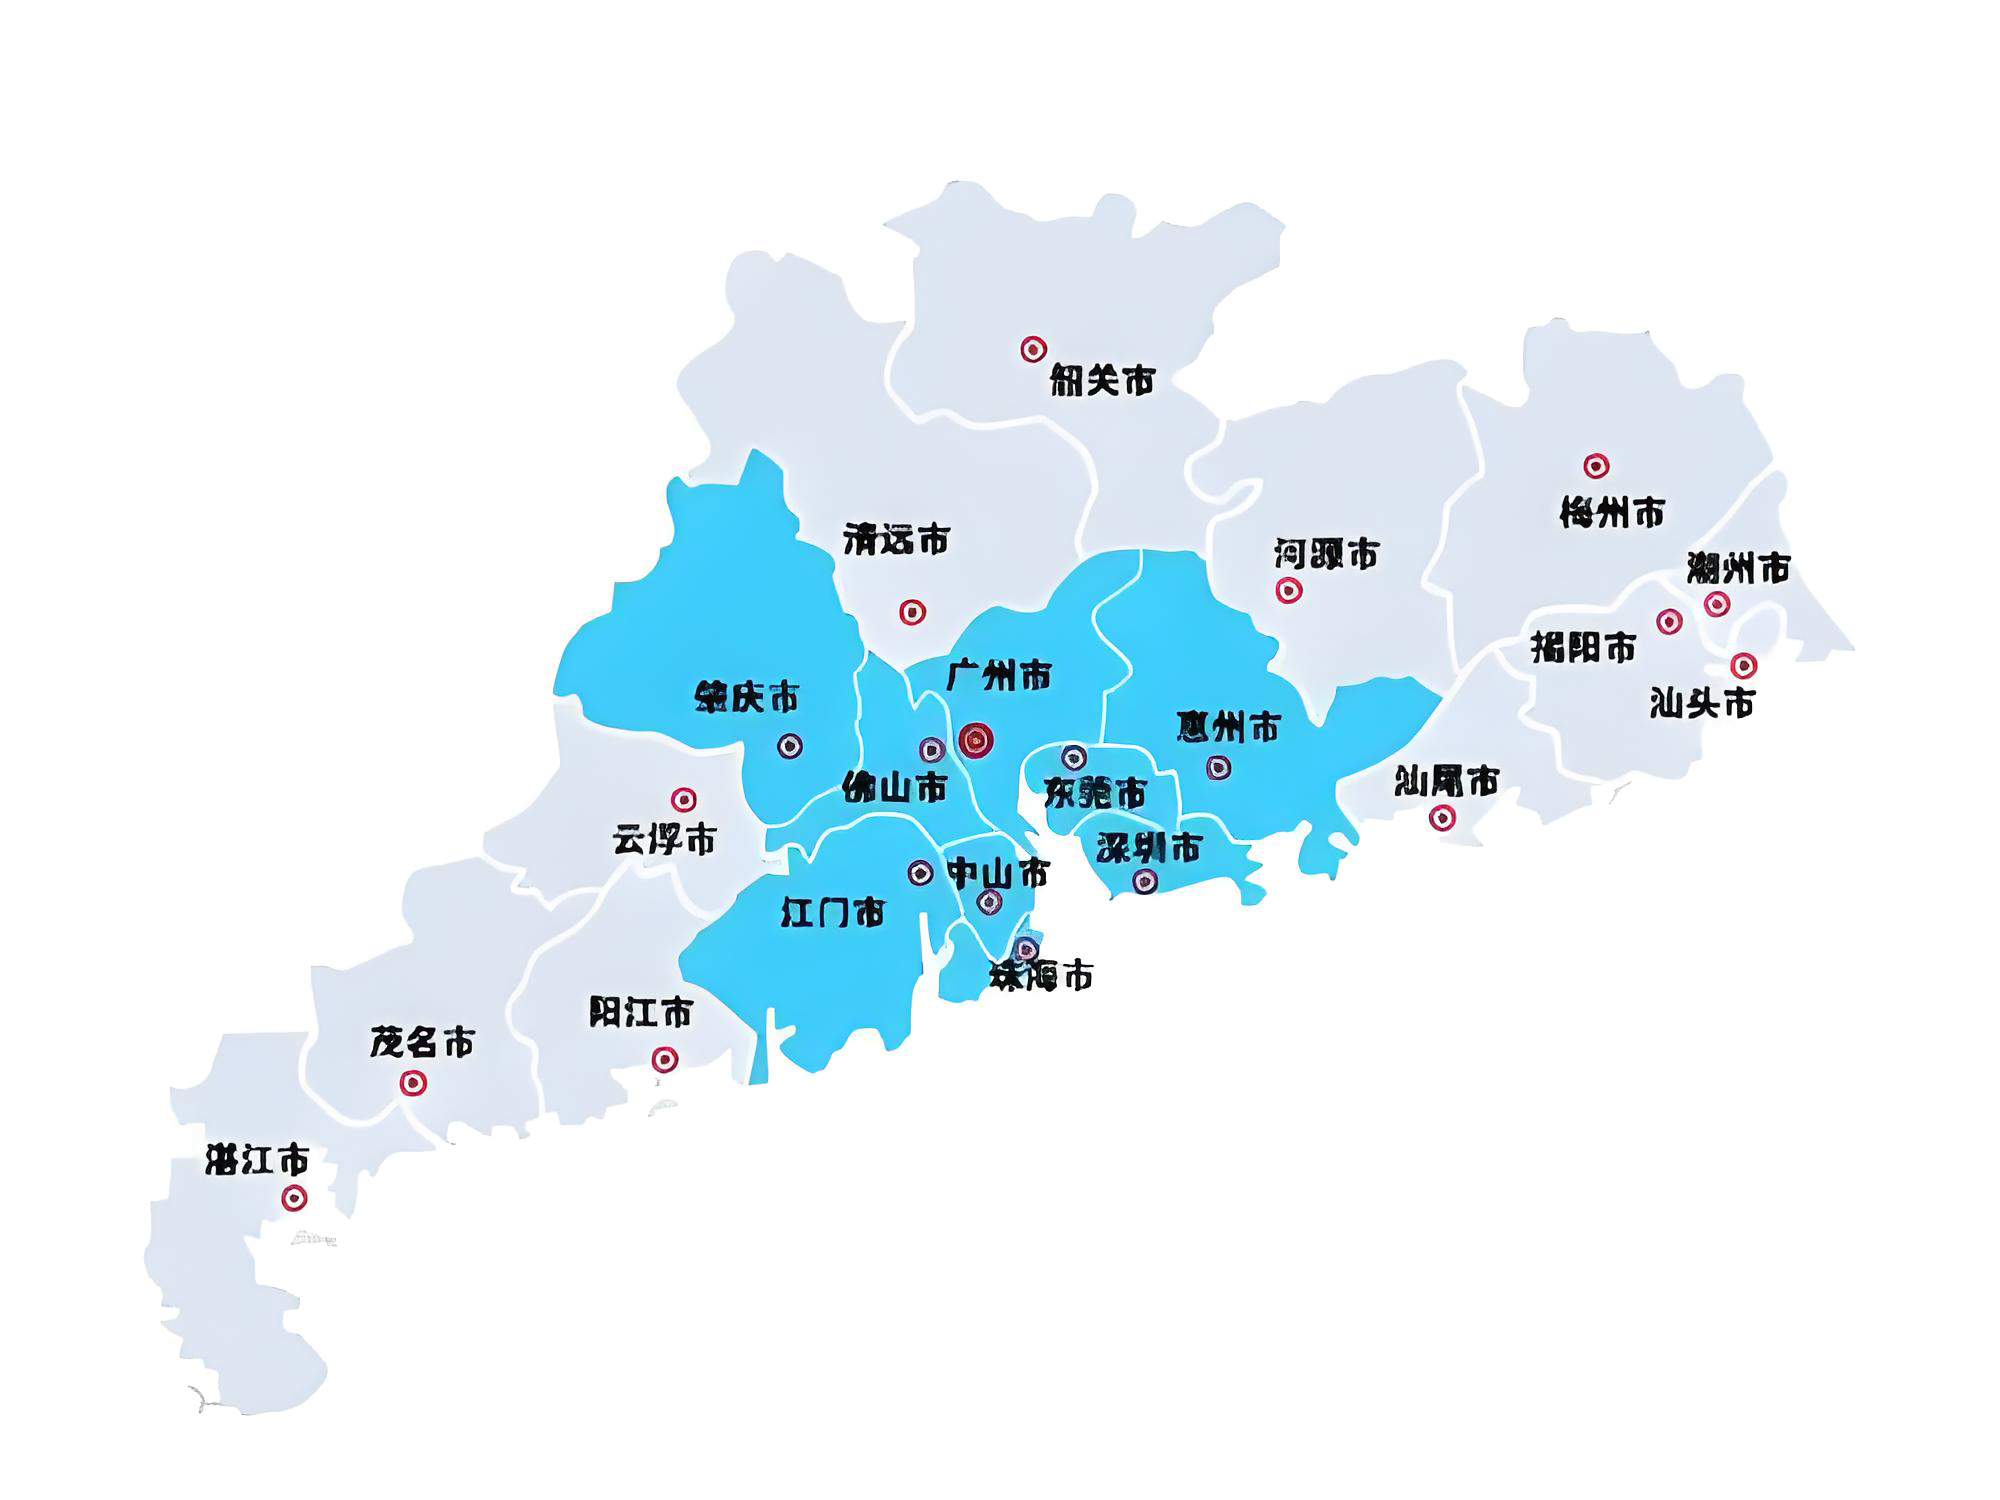 韶关市
梅州市
清远市
河源市
潮州市
揭阳市
广州市
肇庆市
汕头市
惠州市
汕尾市
佛山市
东莞市
云浮市
深圳市
中山市
江门市
珠海市
阳江市
茂名市
湛江市